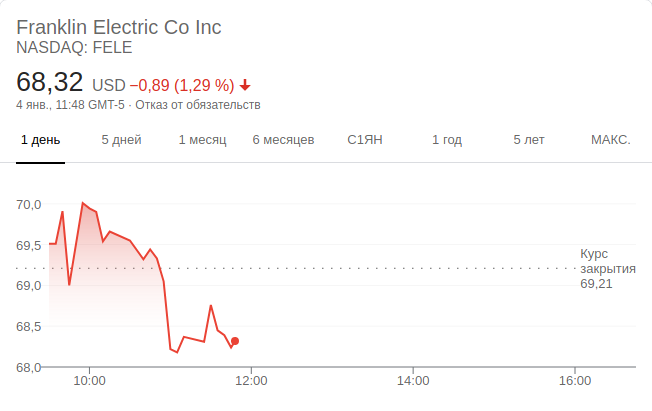 Franklin Electric Co Inc
NASDAQ: FELE
68,32 USD −0,89 (1,29 %)
4 янв., 11:48 GMT-5 · Отказ от обязательств
1 день 5 дней 1 месяц 6 месяцев С1ЯН 1 год 5 лет МАКС.
70,0
69,5
Курс
закрытия
69,21
69,0
68,5
68,0
10:00 12:00 14:00 16:00